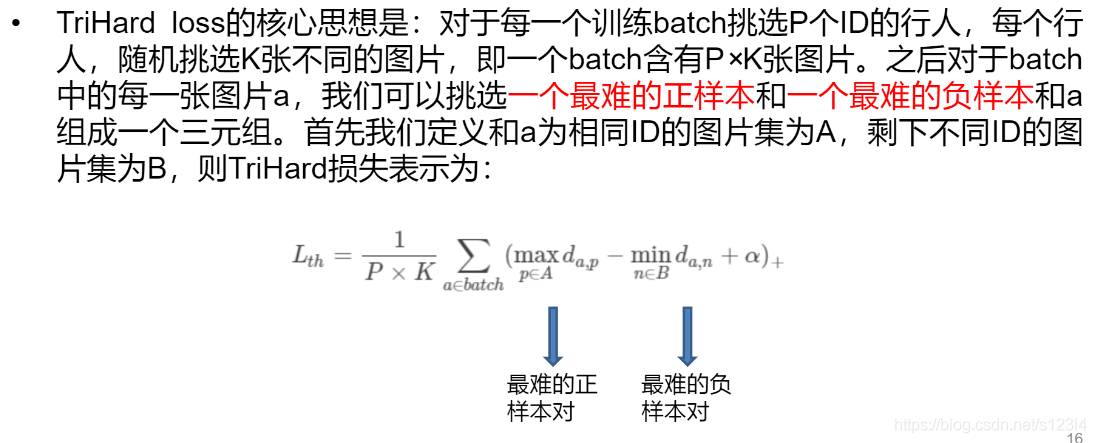 • TriHard loss的核心思想是：对于每一个训练batch挑选P个ID的行人，每个行
人，随机挑选K张不同的图片，即一个batch含有P×K张图片。之后对于batch
中的每一张图片a，我们可以挑选一个最难的正样本和一个最难的负样本和a
组成一个三元组。首先我们定义和a为相同ID的图片集为A，剩下不同ID的图
片集为B，则TriHard损失表示为：
L_{th} = \frac{1}{P × K} \sum_{a∈batch} (\max_{p∈A} d_{a,p} − \min_{n∈B} d_{a,n} + α)_+
最难的正
样本对
最难的负
样本对
https://blog.csdn.net/s123l4
16